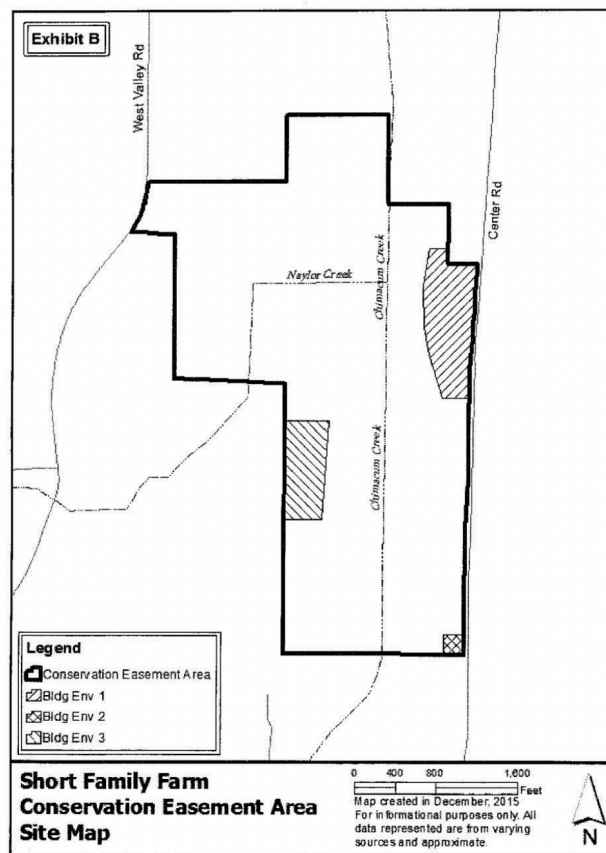 Exhibit B
West Valley Rd
Center Rd
Naylor Creek
Chimacum Creek
Chimacum Creek
Legend
Conservation Easement Area
Bldg Env 1
Bldg Env 2
Bldg Env 3
Short Family Farm
Conservation Easement Area
Site Map
0 400 800 1,600
Feet
Map created in December, 2015
For informational purposes only. All
data represented are from varying
sources and approximate.
N